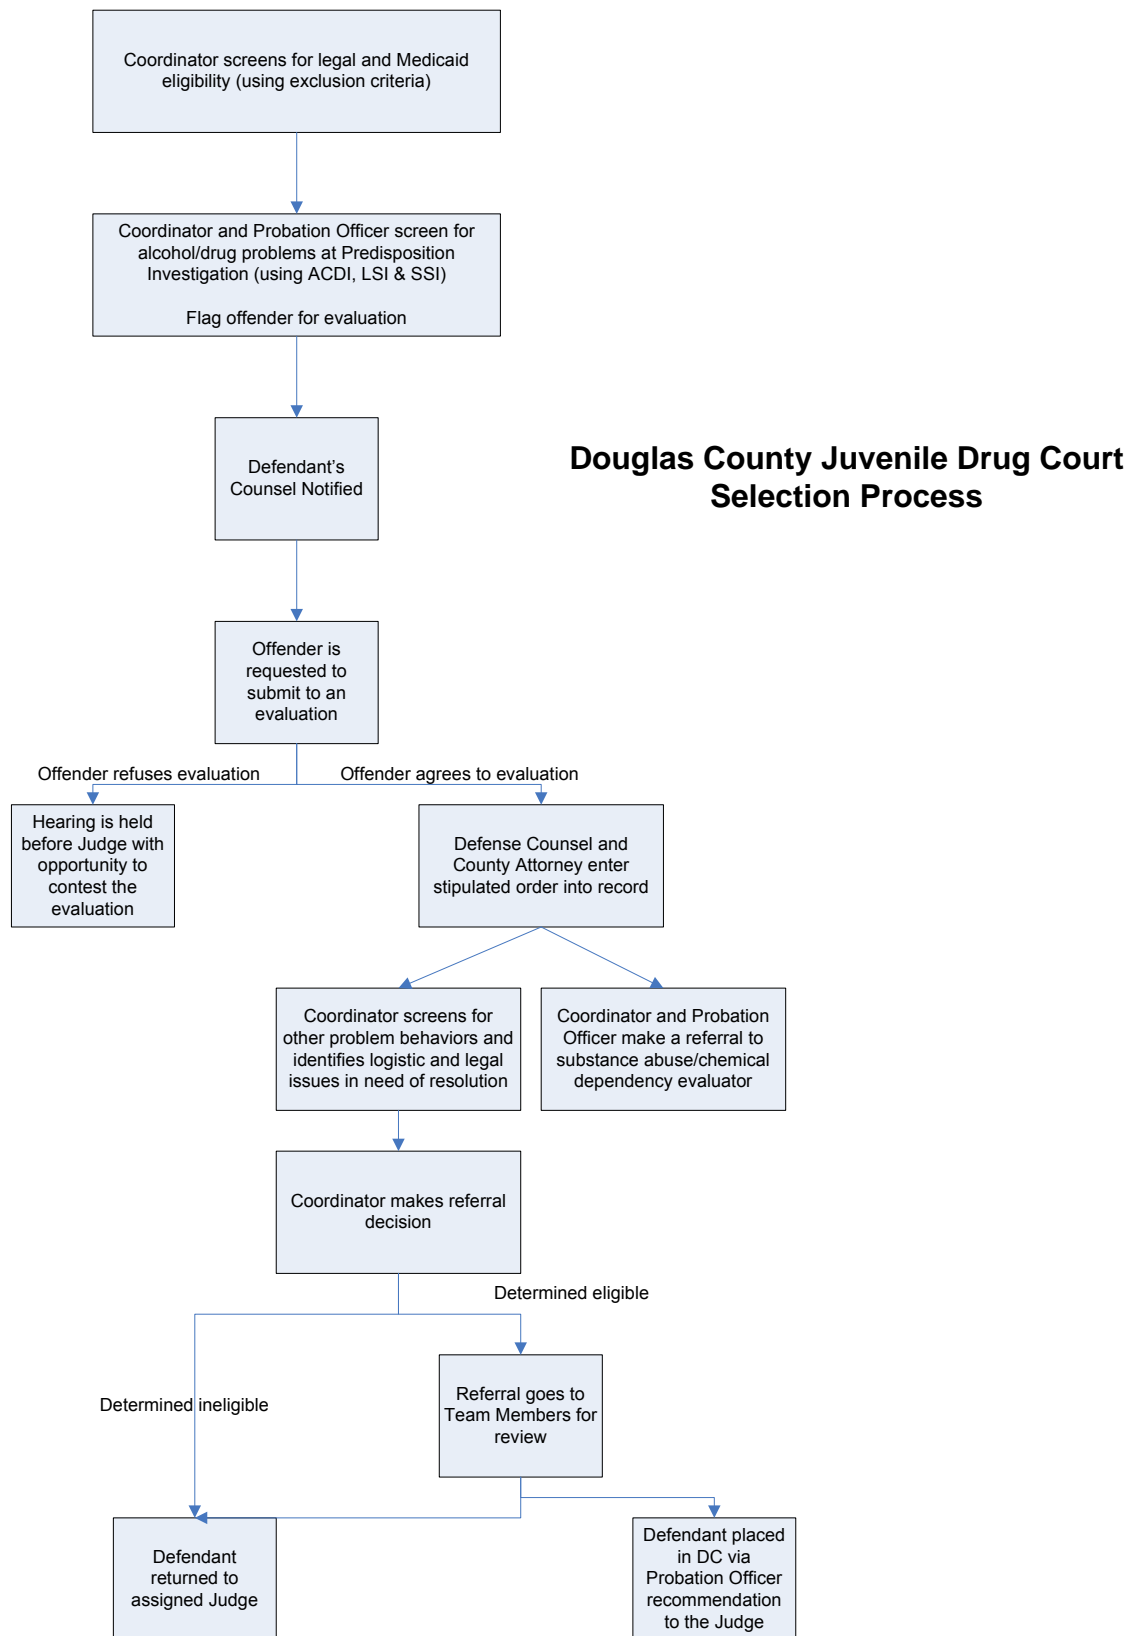 Coordinator screens for legal and Medicaid
eligibility (using exclusion criteria)
Coordinator and Probation Officer screen for
alcohol/drug problems at Predisposition
Investigation (using ACDI, LSI & SSI)
Flag offender for evaluation
Defendant's
Counsel Notified
Douglas County Juvenile Drug Court
Selection Process
Offender is
requested to
submit to an
evaluation
Offender refuses evaluation
Offender agrees to evaluation
Hearing is held
before Judge with
opportunity to
contest the
evaluation
Defense Counsel and
County Attorney enter
stipulated order into record
Coordinator screens for
other problem behaviors and
identifies logistic and legal
issues in need of resolution
Coordinator and Probation
Officer make a referral to
substance abuse/chemical
dependency evaluator
Coordinator makes referral
decision
Determined eligible
Determined ineligible
Referral goes to
Team Members for
review
Defendant
returned to
assigned Judge
Defendant placed
in DC via
Probation Officer
recommendation
to the Judge